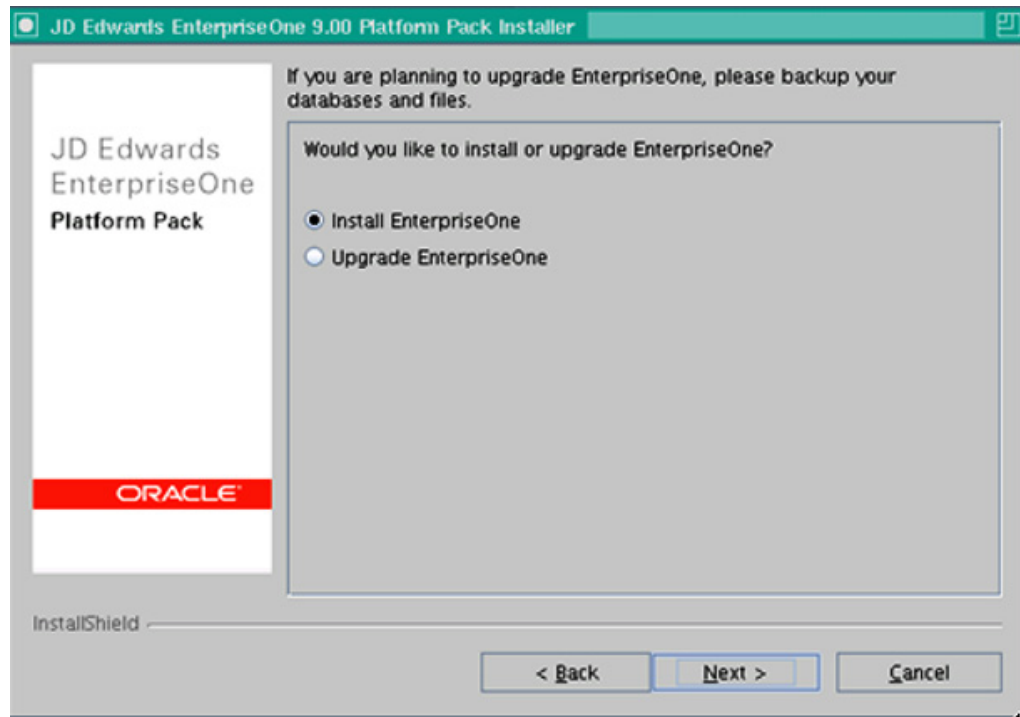 JD Edwards EnterpriseOne 9.00 Platform Pack Installer
If you are planning to upgrade EnterpriseOne, please backup your
databases and files.
JD Edwards
EnterpriseOne
Platform Pack
ORACLE
Would you like to install or upgrade EnterpriseOne?
Install EnterpriseOne
Upgrade EnterpriseOne
InstallShield
< Back
Next >
Cancel